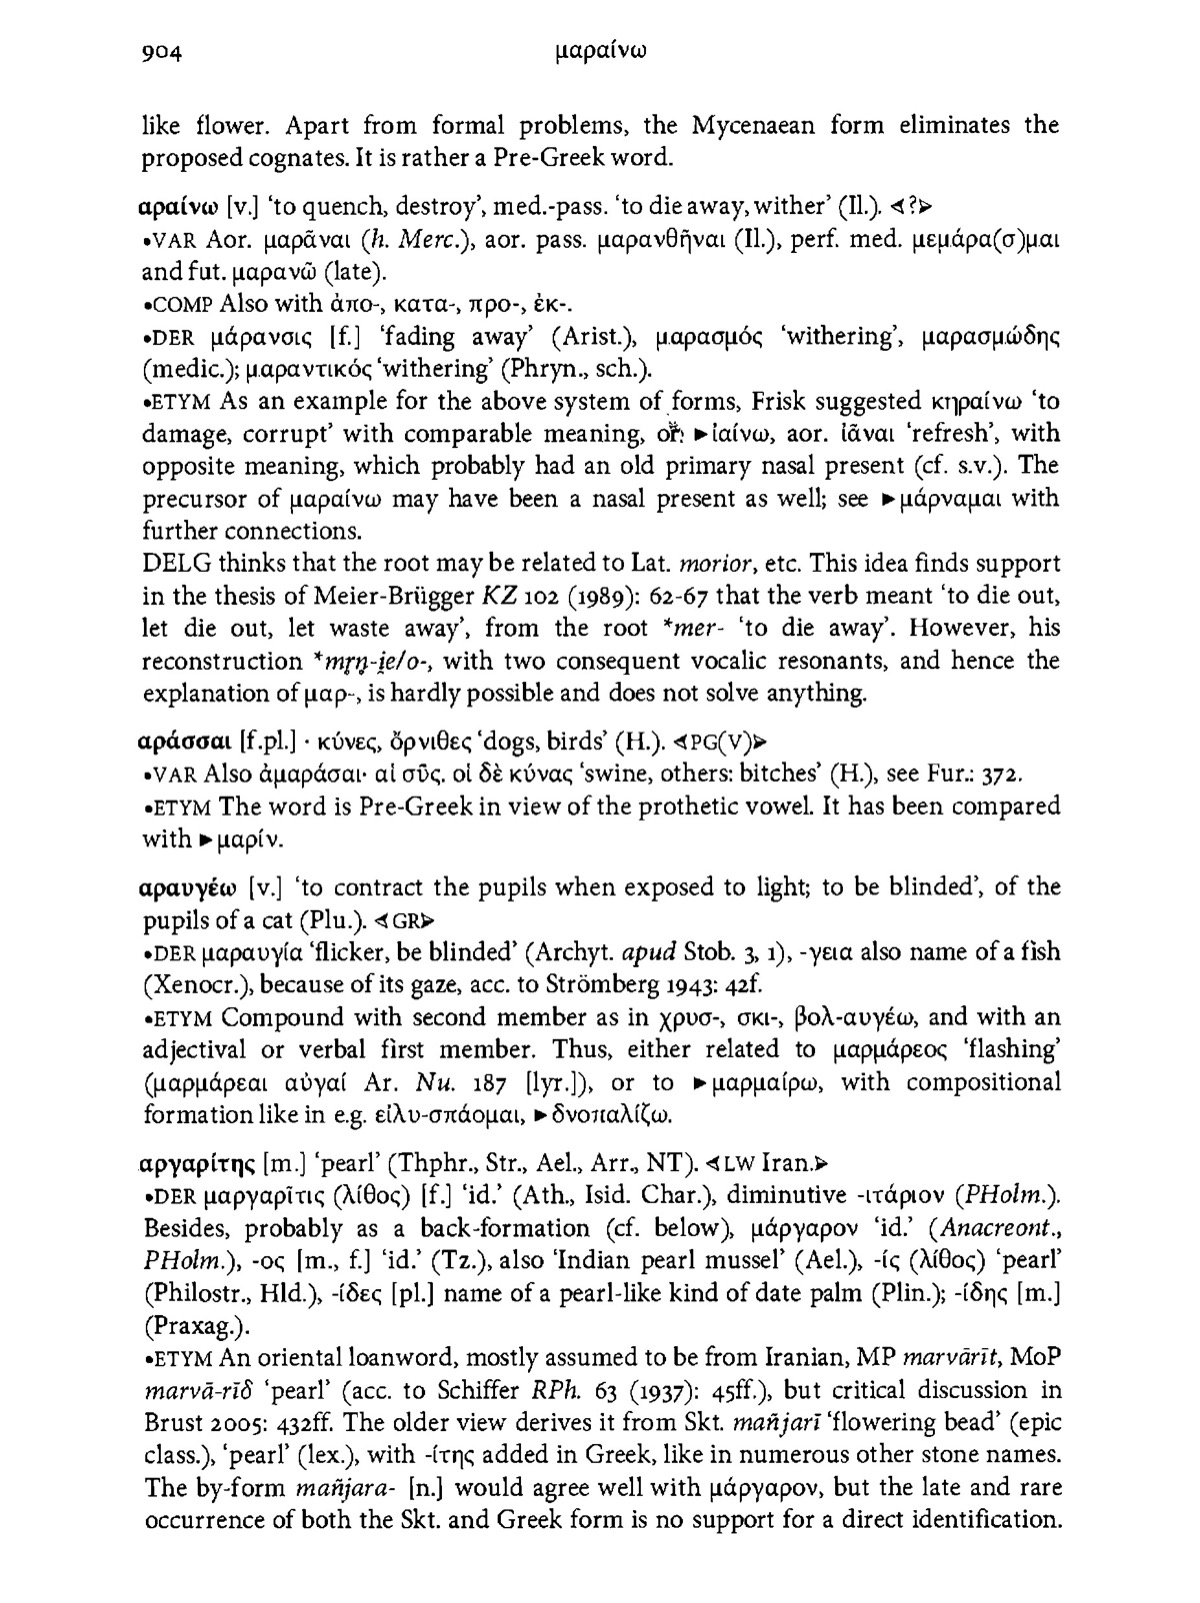 904
μαραίνω
like flower. Apart from formal problems, the Mycenaean form eliminates the
proposed cognates. It is rather a Pre-Greek word.
αραίνω [v.] ‘to quench, destroy’, med.-pass. ‘to die away, wither’ (Il.). ⊲?⊳
•VAR Aor. μαρᾶναι (h. Merc.), aor. pass. μαρανθῆναι (Il.), perf. med. μεμάρα(σ)μαι
and fut. μαρανῶ (late).
•COMP Also with ἀπο-, κατα-, προ-, ἐκ-.
•DER μάρανσις [f.] ‘fading away’ (Arist.), μαρασμός ‘withering’, μαρασμώδης
(medic.); μαραντικός ‘withering’ (Phryn., sch.).
•ETYM As an example for the above system of forms, Frisk suggested κηραίνω ‘to
damage, corrupt’ with comparable meaning, or ►ἰαίνω, aor. ἰᾶναι ‘refresh’, with
opposite meaning, which probably had an old primary nasal present (cf. s.v.). The
precursor of μαραίνω may have been a nasal present as well; see ►μάρναμαι with
further connections.
DELG thinks that the root may be related to Lat. morior, etc. This idea finds support
in the thesis of Meier-Brügger KZ 102 (1989): 62-67 that the verb meant ‘to die out,
let die out, let waste away’, from the root *mer- ‘to die away’. However, his
reconstruction *mr̥n̥-i̯e/o-, with two consequent vocalic resonants, and hence the
explanation of μαρ-, is hardly possible and does not solve anything.
αράσσαι [f.pl.] · κύνες, ὄρνιθες ‘dogs, birds’ (H.). ⊲PG(V)⊳
•VAR Also ἀμαράσαι· αἱ σῦς. οἱ δὲ κύνας ‘swine, others: bitches’ (H.), see Fur.: 372.
•ETYM The word is Pre-Greek in view of the prothetic vowel. It has been compared
with ►μαρίν.
αραυγέω [v.] ‘to contract the pupils when exposed to light; to be blinded’, of the
pupils of a cat (Plu.). ⊲GR⊳
•DER μαραυγία ‘flicker, be blinded’ (Archyt. apud Stob. 3, 1), -γεια also name of a fish
(Xenocr.), because of its gaze, acc. to Strömberg 1943: 42f.
•ETYM Compound with second member as in χρυσ-, σκι-, βολ-αυγέω, and with an
adjectival or verbal first member. Thus, either related to μαρμάρεος ‘flashing’
(μαρμάρεαι αὐγαί Ar. Nu. 187 [lyr.]), or to ►μαρμαίρω, with compositional
formation like in e.g. εἰλυ-σπάομαι, ►δνοπαλίζω.
αργαρίτης [m.] ‘pearl’ (Thphr., Str., Ael., Arr., NT). ⊲LW Iran.⊳
•DER μαργαρῖτις (λίθος) [f.] ‘id.’ (Ath., Isid. Char.), diminutive -ιτάριον (PHolm.).
Besides, probably as a back-formation (cf. below), μάργαρον ‘id.’ (Anacreont.,
PHolm.), -ος [m., f.] ‘id.’ (Tz.), also ‘Indian pearl mussel’ (Ael.), -ίς (λίθος) ‘pearl’
(Philostr., Hld.), -ίδες [pl.] name of a pearl-like kind of date palm (Plin.); -ίδης [m.]
(Praxag.).
•ETYM An oriental loanword, mostly assumed to be from Iranian, MP marvārīt, MoP
marvā-rīδ ‘pearl’ (acc. to Schiffer RPh. 63 (1937): 45ff.), but critical discussion in
Brust 2005: 432ff. The older view derives it from Skt. mañjarī ‘flowering bead’ (epic
class.), ‘pearl’ (lex.), with -ίτης added in Greek, like in numerous other stone names.
The by-form mañjara- [n.] would agree well with μάργαρον, but the late and rare
occurrence of both the Skt. and Greek form is no support for a direct identification.